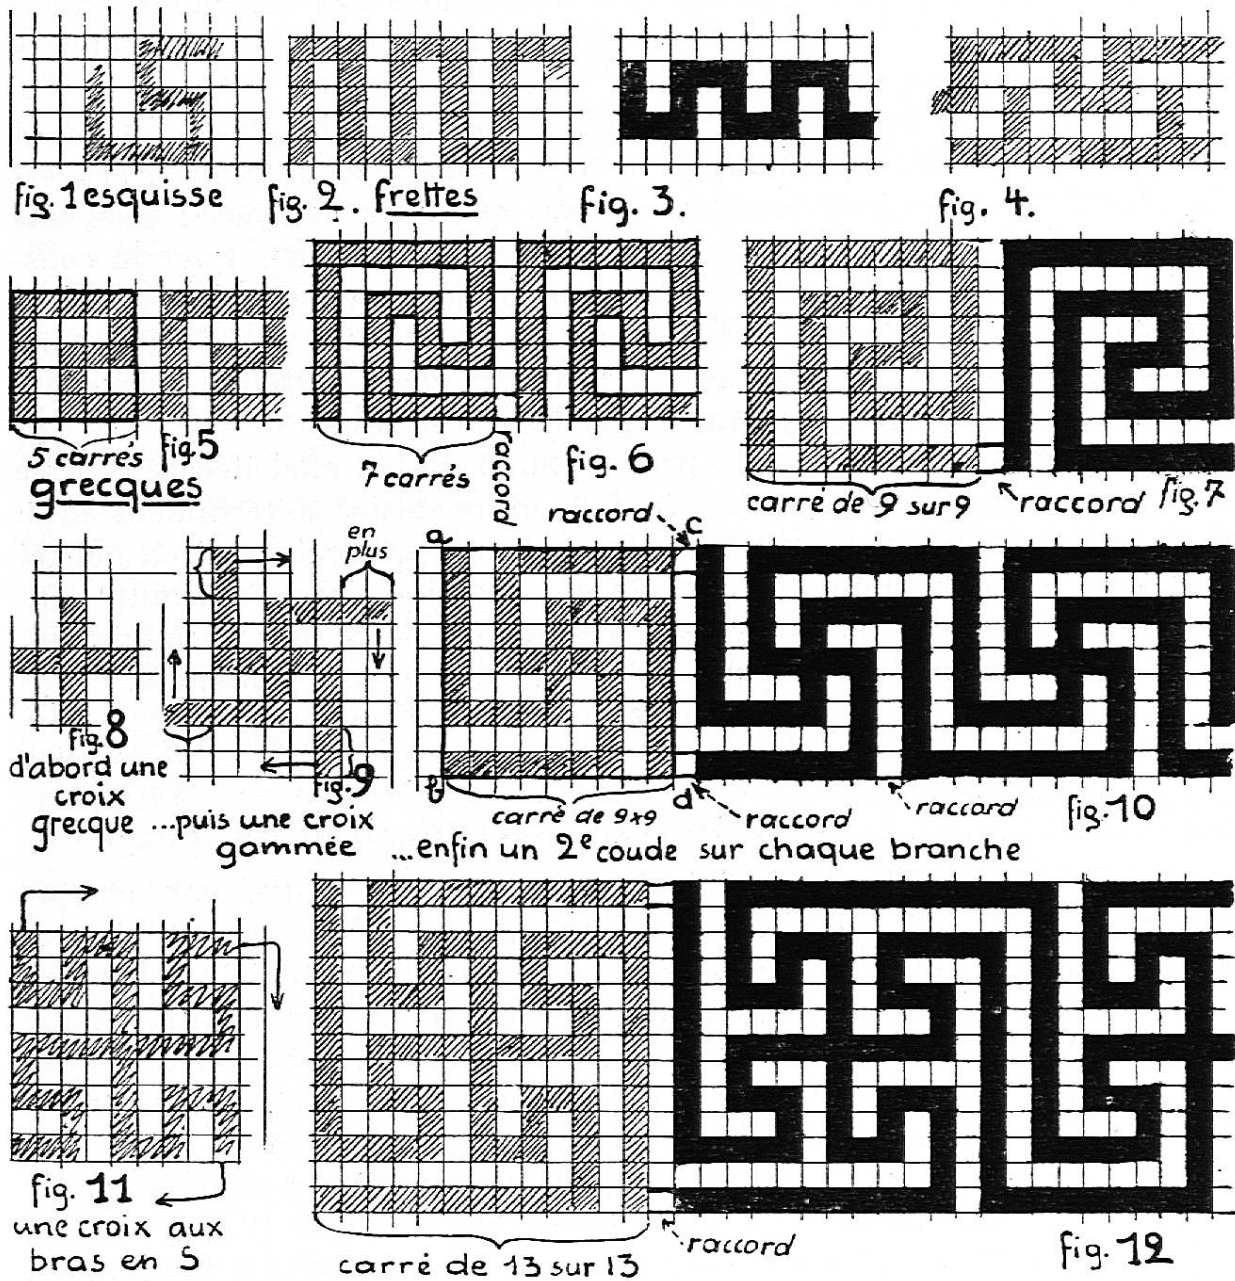 fig. 1 esquisse
fig. 2. frettes
fig. 3.
fig. 4.
5 carrés
fig. 5
grecques
7 carrés
raccord
fig. 6
carré de 9 sur 9
raccord
fig. 7
fig. 8
d'abord une
croix
grecque
en
plus
fig. 9
...puis une croix
gammée
raccord
a
c
b
d
carré de 9x9
raccord
raccord
fig. 10
...enfin un 2e coude sur chaque branche
fig. 11
une croix aux
bras en S
carré de 13 sur 13
raccord
fig. 12